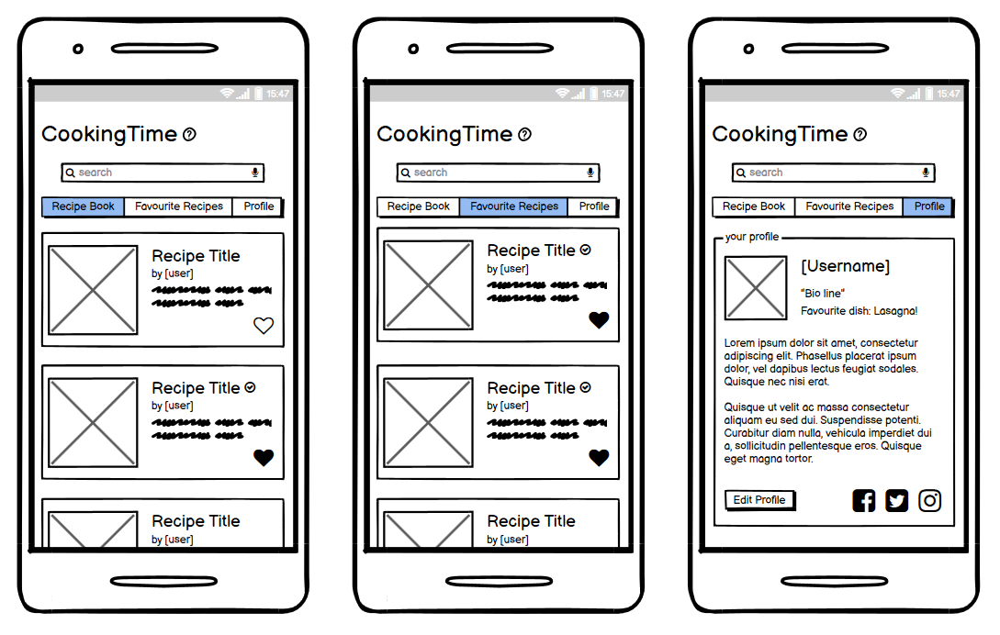 15:47
CookingTime ?
search
Recipe Book Favourite Recipes Profile
Recipe Title
by [user]
Recipe Title
by [user]
Recipe Title
by [user]
15:47
CookingTime ?
search
Recipe Book Favourite Recipes Profile
Recipe Title
by [user]
Recipe Title
by [user]
Recipe Title
by [user]
15:47
CookingTime ?
search
Recipe Book Favourite Recipes Profile
your profile
[Username]
"Bio line"
Favourite dish: Lasagna!
Lorem ipsum dolor sit amet, consectetur
adipiscing elit. Phasellus placerat ipsum
dolor, vel dapibus lectus feugiat sodales.
Quisque nec nisi erat.
Quisque ut velit ac massa consectetur
aliquam eu sed dui. Suspendisse potenti.
Curabitur diam nulla, vehicula imperdiet dui
a, sollicitudin pellentesque eros. Quisque
eget magna tortor.
Edit Profile